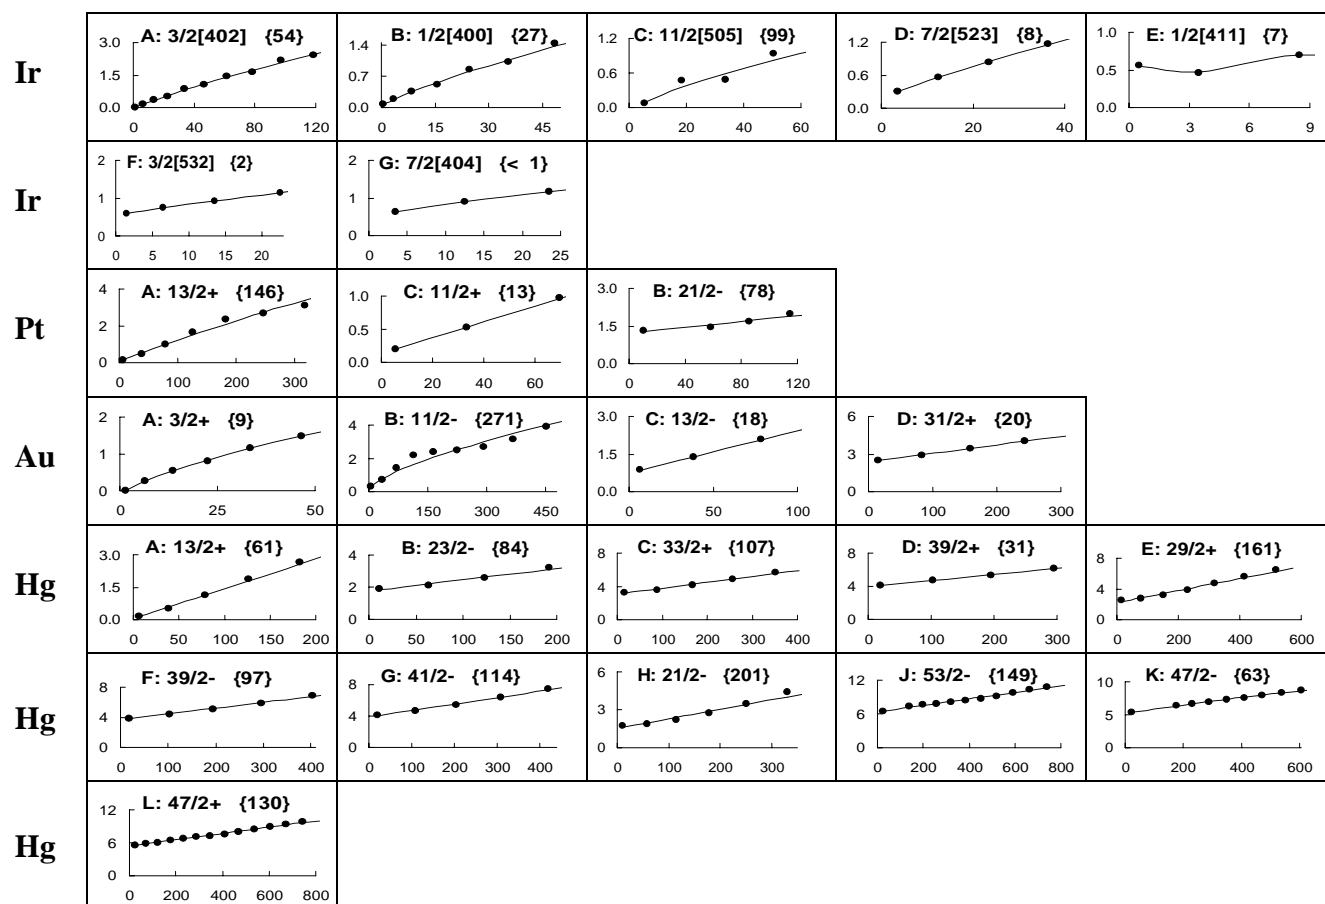 Ir
A: 3/2[402] {54}
3.0
1.5
0.0
0 40 80 120
B: 1/2[400] {27}
1.4
0.7
0.0
0 15 30 45
C: 11/2[505] {99}
1.2
0.6
0.0
0 20 40 60
D: 7/2[523] {8}
1.2
0.6
0.0
0 20 40
E: 1/2[411] {7}
1.0
0.5
0.0
0 3 6 9
Ir
F: 3/2[532] {2}
2
1
0
0 5 10 15 20
G: 7/2[404] {< 1}
2
1
0
0 5 10 15 20 25
Pt
A: 13/2+ {146}
4
2
0
0 100 200 300
C: 11/2+ {13}
1.0
0.5
0.0
0 20 40 60
B: 21/2- {78}
3.0
1.5
0.0
0 40 80 120
Au
A: 3/2+ {9}
2
1
0
0 25 50
B: 11/2- {271}
4
2
0
0 150 300 450
C: 13/2- {18}
3.0
1.5
0.0
0 50 100
D: 31/2+ {20}
6
3
0
0 100 200 300
Hg
A: 13/2+ {61}
3.0
1.5
0.0
0 50 100 150 200
B: 23/2- {84}
4
2
0
0 50 100 150 200
C: 33/2+ {107}
8
4
0
0 100 200 300 400
D: 39/2+ {31}
8
4
0
0 100 200 300
E: 29/2+ {161}
8
4
0
0 200 400 600
Hg
F: 39/2- {97}
8
4
0
0 100 200 300 400
G: 41/2- {114}
8
4
0
0 100 200 300 400
H: 21/2- {201}
6
3
0
0 100 200 300
J: 53/2- {149}
12
6
0
0 200 400 600 800
K: 47/2- {63}
10
5
0
0 200 400 600
Hg
L: 47/2+ {130}
12
6
0
0 200 400 600 800